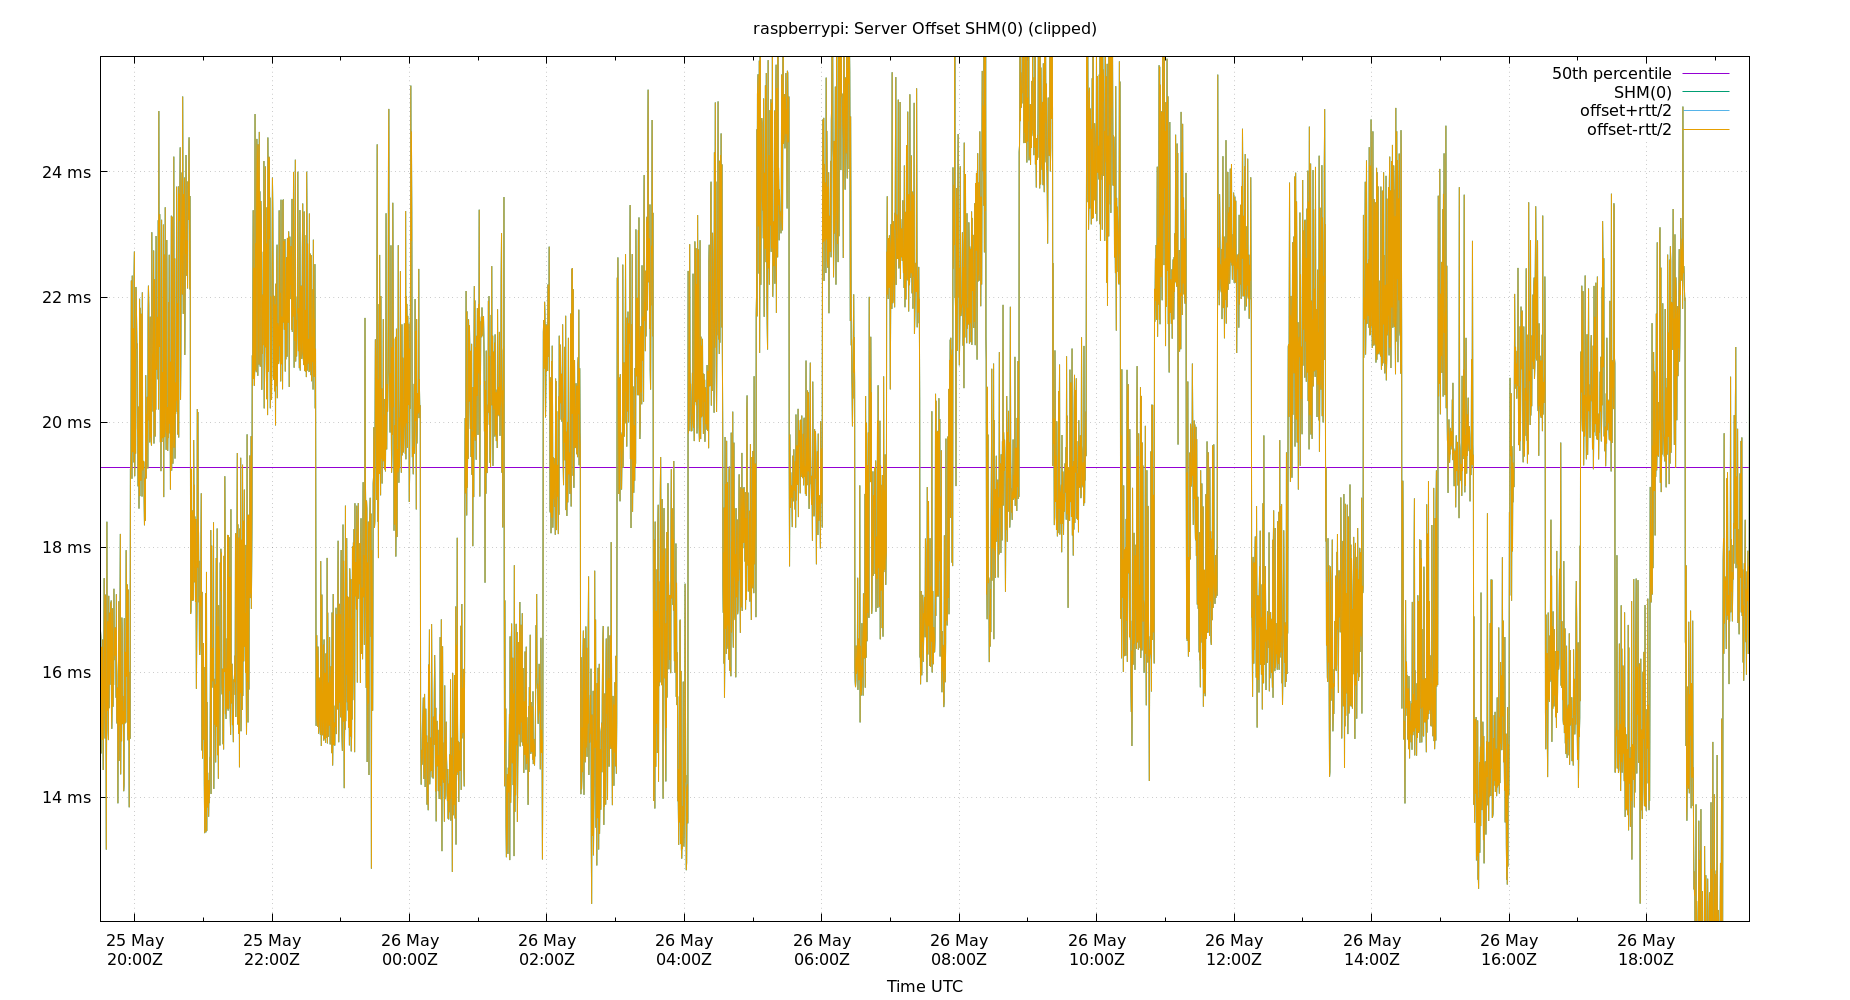 raspberrypi: Server Offset SHM(0) (clipped)
50th percentile
SHM(0)
offset+rtt/2
offset-rtt/2
24 ms
22 ms
20 ms
18 ms
16 ms
14 ms
25 May 25 May 26 May 26 May 26 May 26 May 26 May 26 May 26 May 26 May 26 May 26 May
20:00Z 22:00Z 00:00Z 02:00Z 04:00Z 06:00Z 08:00Z 10:00Z 12:00Z 14:00Z 16:00Z 18:00Z
Time UTC